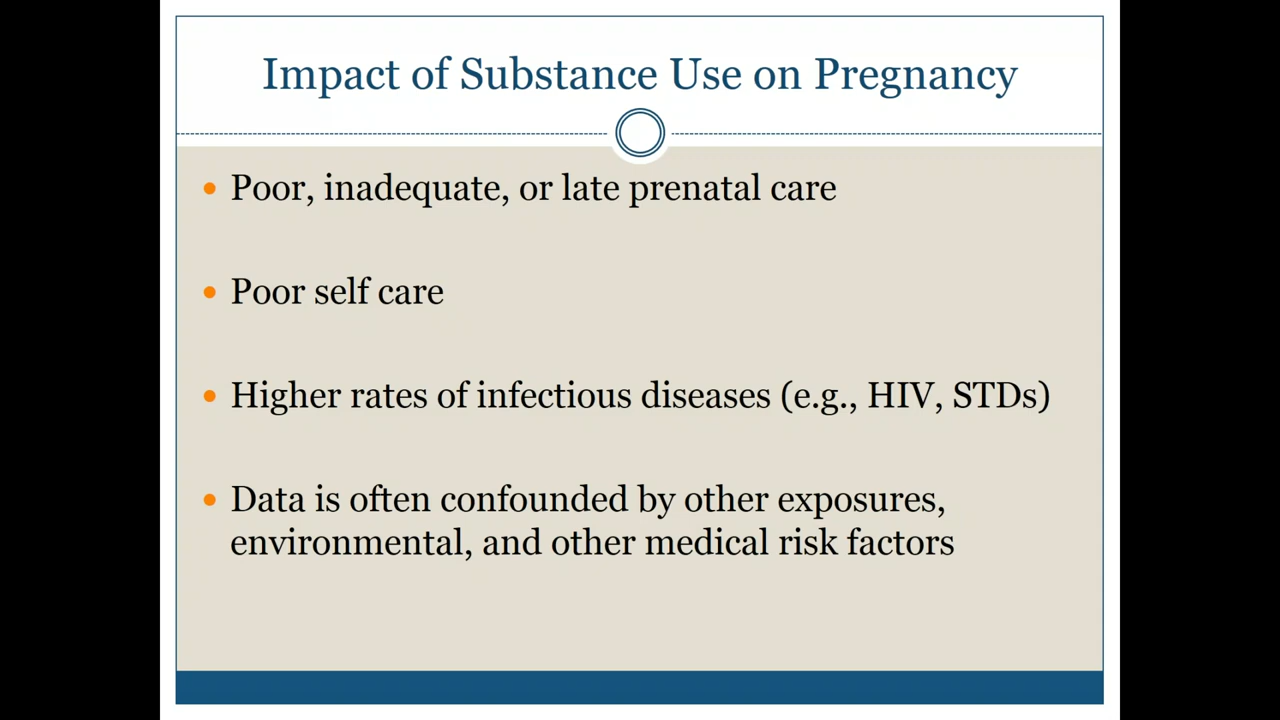 Impact of Substance Use on Pregnancy
• Poor, inadequate, or late prenatal care
• Poor self care
• Higher rates of infectious diseases (e.g., HIV, STDs)
• Data is often confounded by other exposures,
environmental, and other medical risk factors